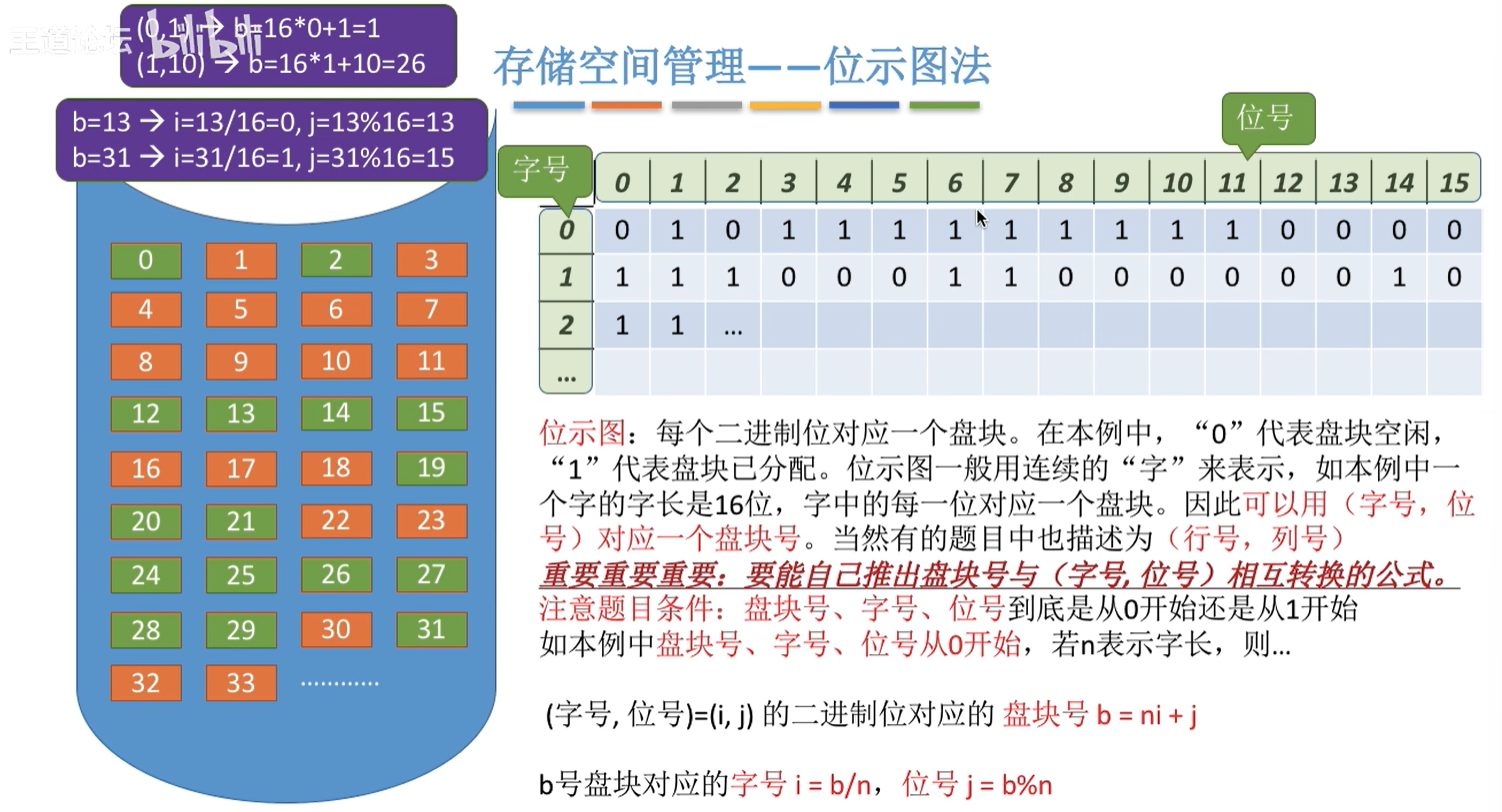 王道论坛
bilibili
(0,1) → b=16*0+1=1
(1,10) → b=16*1+10=26
b=13 → i=13/16=0, j=13%16=13
b=31 → i=31/16=1, j=31%16=15
0 1 2 3
4 5 6 7
8 9 10 11
12 13 14 15
16 17 18 19
20 21 22 23
24 25 26 27
28 29 30 31
32 33 …………
存储空间管理——位示图法
位号
字号
0 1 2 3 4 5 6 7 8 9 10 11 12 13 14 15
0 0 1 0 1 1 1 1 1 1 1 1 1 0 0 0 0
1 1 1 1 0 0 0 1 1 0 0 0 0 0 0 1 0
2 1 1 …
…
位示图：每个二进制位对应一个盘块。在本例中，“0”代表盘块空闲，
“1”代表盘块已分配。位示图一般用连续的“字”来表示，如本例中一
个字的字长是16位，字中的每一位对应一个盘块。因此可以用（字号，位
号）对应一个盘块号。当然有的题目中也描述为（行号，列号）
重要重要重要：要能自己推出盘块号与（字号, 位号）相互转换的公式。
注意题目条件：盘块号、字号、位号到底是从0开始还是从1开始
如本例中盘块号、字号、位号从0开始，若n表示字长，则…
(字号, 位号)=(i, j) 的二进制位对应的 盘块号 b = ni + j
b号盘块对应的字号 i = b/n，位号 j = b%n